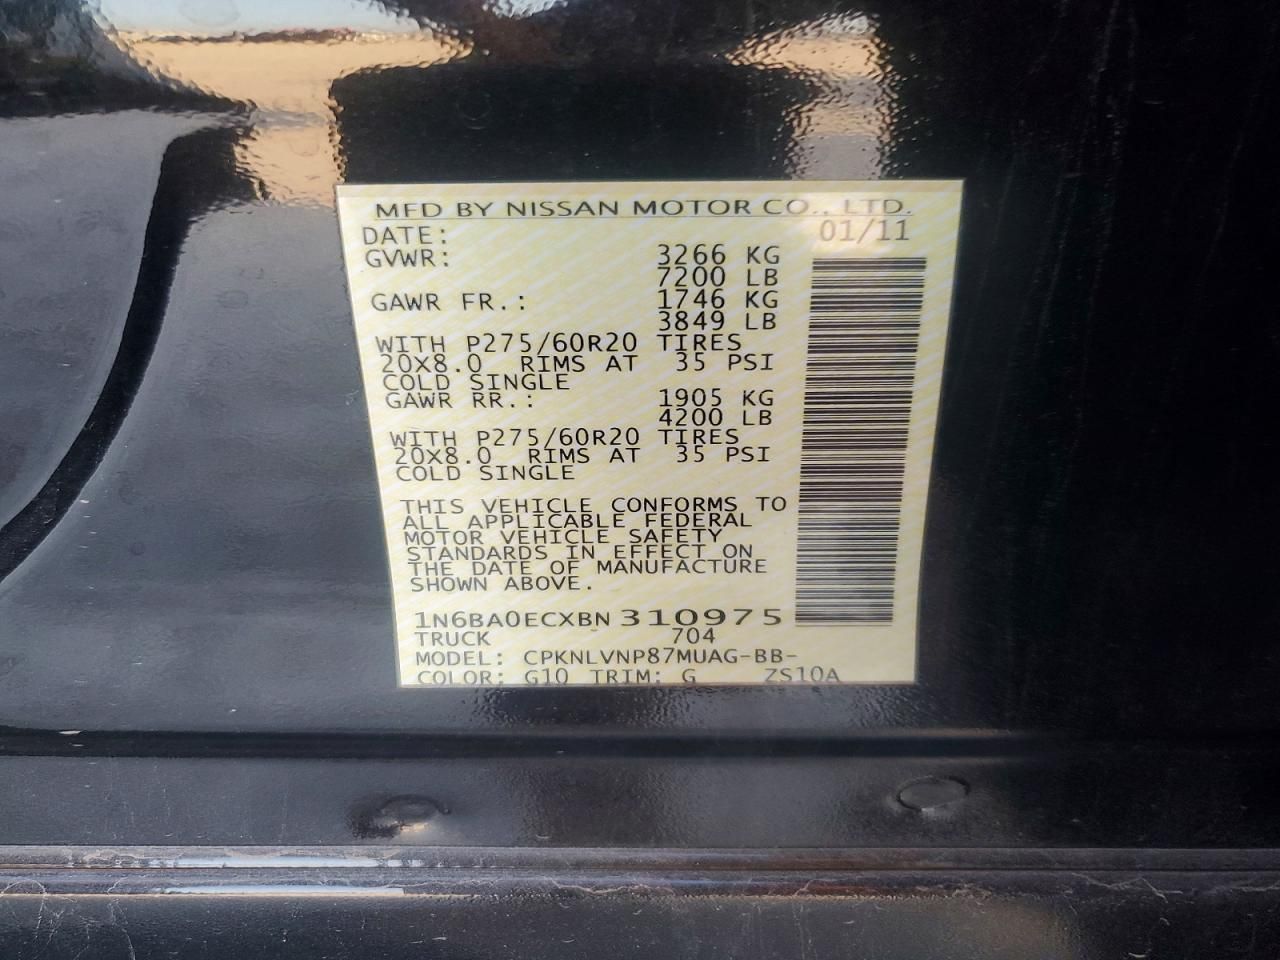 MFD BY NISSAN MOTOR CO., LTD.
DATE: 01/11
GVWR: 3266 KG
7200 LB
GAWR FR.: 1746 KG
3849 LB
WITH P275/60R20 TIRES
20X8.0 RIMS AT 35 PSI
COLD SINGLE
GAWR RR.: 1905 KG
4200 LB
WITH P275/60R20 TIRES
20X8.0 RIMS AT 35 PSI
COLD SINGLE
THIS VEHICLE CONFORMS TO
ALL APPLICABLE FEDERAL
MOTOR VEHICLE SAFETY
STANDARDS IN EFFECT ON
THE DATE OF MANUFACTURE
SHOWN ABOVE.
1N6BA0ECXBN310975
TRUCK 704
MODEL: CPKNLVNP87MUAG-BB-
COLOR: G10 TRIM: G ZS10A